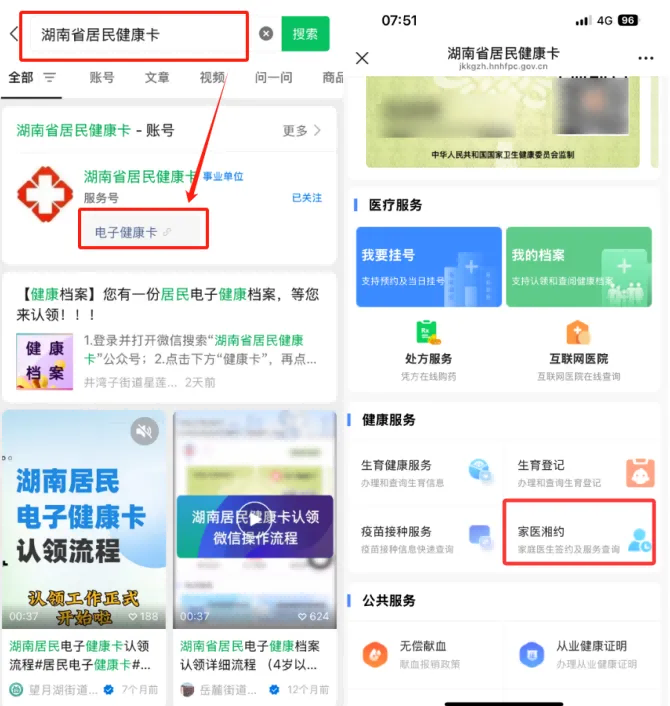 湖南省居民健康卡
搜索
全部
账号
文章
视频
问一问
商品
湖南省居民健康卡 - 账号
更多
湖南省居民健康卡
事业单位
服务号
已关注
电子健康卡
【健康档案】您有一份居民电子健康档案，等您
来认领！！！
健康
档案
1.登录并打开微信搜索“湖南省居民健康
卡”公众号；2.点击下方“健康卡”，再点...
井湾子街道星莲... 2天前
湖南居民
电子健康卡
认领流程
认领工作正式
开始啦
00:37
188
湖南居民电子健康卡认领
流程#居民电子健康卡#...
望月湖街道... 7个月前
湖南居民健康卡认领
微信操作流程
00:37
624
湖南省居民电子健康档案
认领详细流程 （4岁以...
岳麓街道... 12个月前
07:51
4G
96
湖南省居民健康卡
jkkgzh.hnhfpc.gov.cn
中华人民共和国国家卫生健康委员会监制
医疗服务
我要挂号
支持预约及当日挂号
我的档案
支持认领和查阅健康档案
Rx
处方服务
凭方在线购药
互联网医院
互联网医院在线查询
健康服务
生育健康服务
办理和查询生育信息
生育登记
办理和查询生育登记
疫苗接种服务
疫苗接种信息快速查询
家医湘约
家庭医生签约及服务查询
公共服务
无偿献血
献血报销政策
从业健康证明
办理从业健康证明